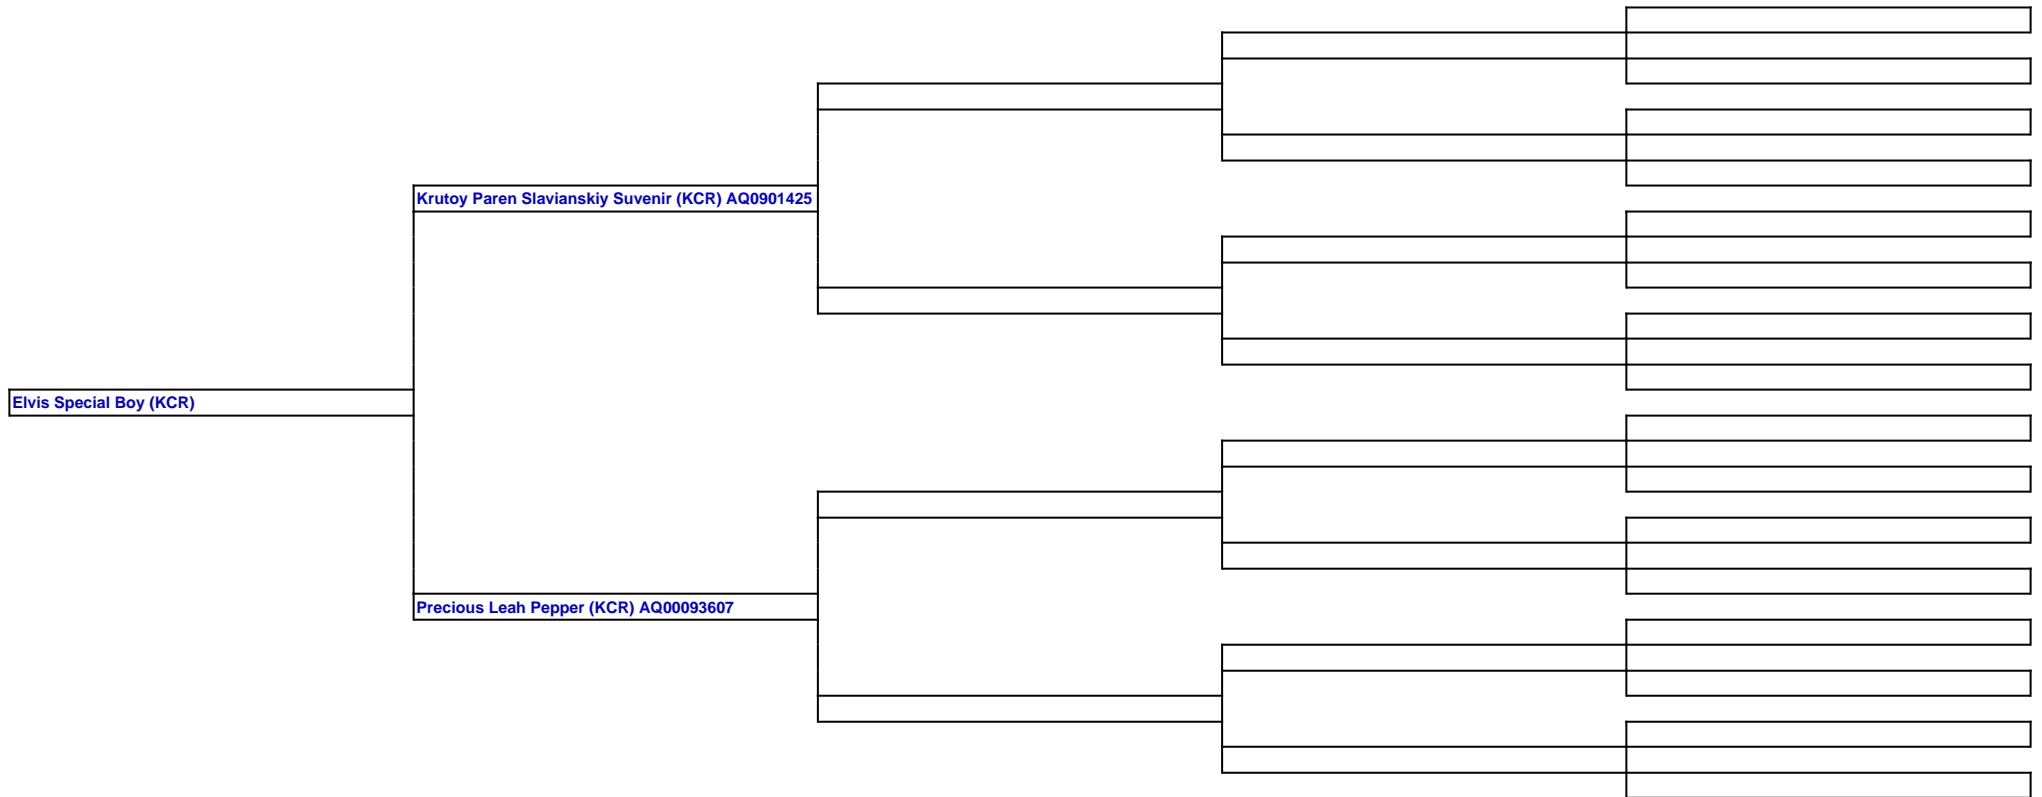 Krutoy Paren Slavianskiy Suvenir (KCR) AQ0901425
Elvis Special Boy (KCR)
Precious Leah Pepper (KCR) AQ00093607